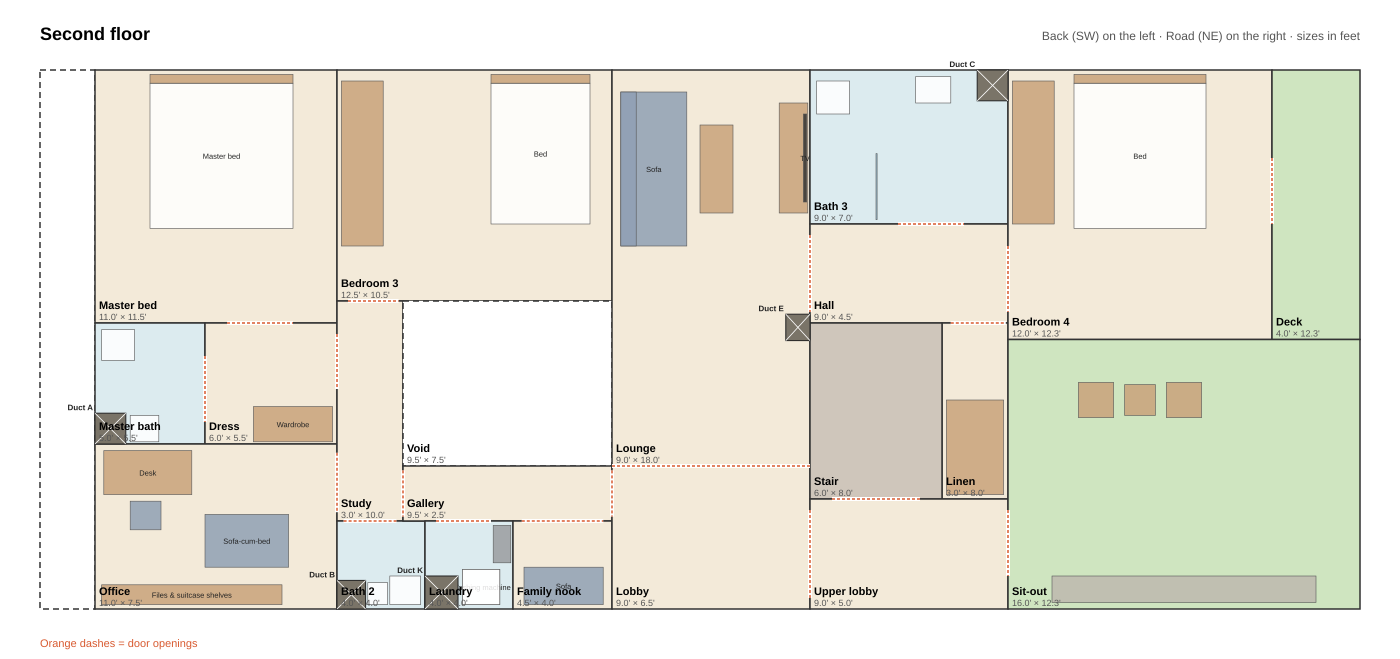 Second floor
Back (SW) on the left · Road (NE) on the right · sizes in feet
Duct C
Master bed
Bed
Sofa
TV
Bed
Bath 3
9.0' × 7.0'
Bedroom 3
12.5' × 10.5'
Master bed
11.0' × 11.5'
Duct E
Hall
9.0' × 4.5'
Bedroom 4
12.0' × 12.3'
Deck
4.0' × 12.3'
Duct A
Master bath
Dress
6.0' × 5.5'
Wardrobe
Void
9.5' × 7.5'
Lounge
9.0' × 18.0'
Desk
Stair
6.0' × 8.0'
Linen
3.0' × 8.0'
Study
3.0' × 10.0'
Gallery
9.5' × 2.5'
Sofa-cum-bed
Duct B
Duct K
Office
11.0' × 7.5'
Files & suitcase shelves
Bath 2
Laundry
Family nook
4.5' × 4.0'
Sofa
Lobby
9.0' × 6.5'
Upper lobby
9.0' × 5.0'
Sit-out
16.0' × 12.3'
Orange dashes = door openings